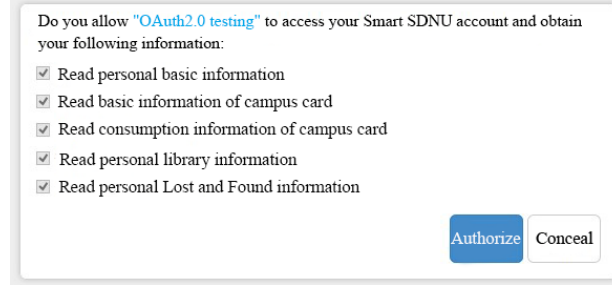 Do you allow "OAuth2.0 testing" to access your Smart SDNU account and obtain
your following information:
Read personal basic information
Read basic information of campus card
Read consumption information of campus card
Read personal library information
Read personal Lost and Found information
Authorize Conceal